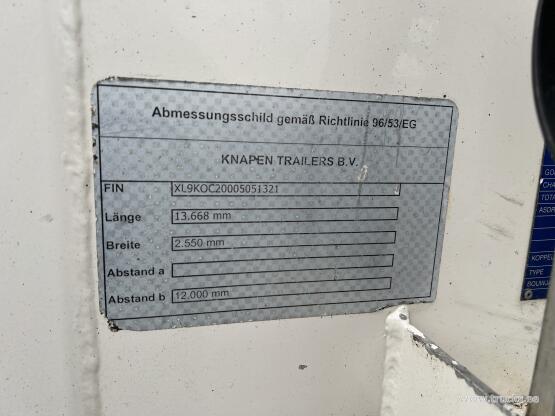 Abmessungsschild gemäß Richtlinie 96/53/EG
KNAPEN TRAILERS B.V.
FIN XL9KOC20005051321
Länge 13.668 mm
Breite 2.550 mm
Abstand a
Abstand b 12.000 mm
TYPE